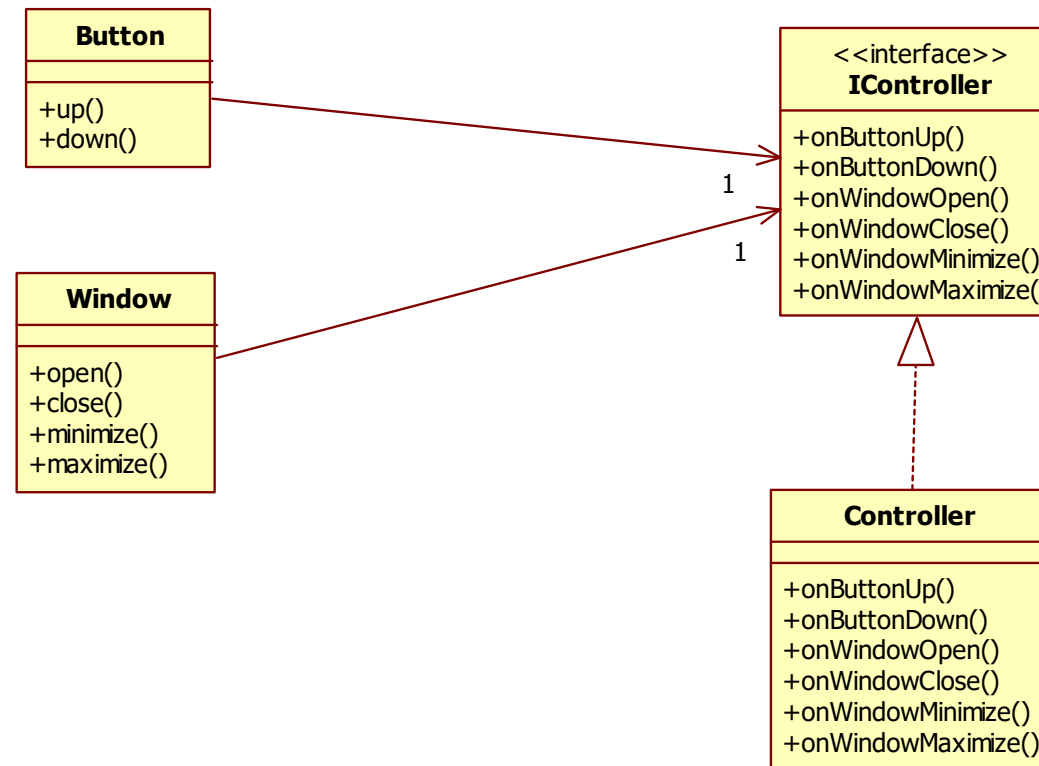 Button
+up()
+down()
<<interface>>
IController
+onButtonUp()
+onButtonDown()
+onWindowOpen()
+onWindowClose()
+onWindowMinimize()
+onWindowMaximize(
1
1
Window
+open()
+close()
+minimize()
+maximize()
Controller
+onButtonUp()
+onButtonDown()
+onWindowOpen()
+onWindowClose()
+onWindowMinimize()
+onWindowMaximize()